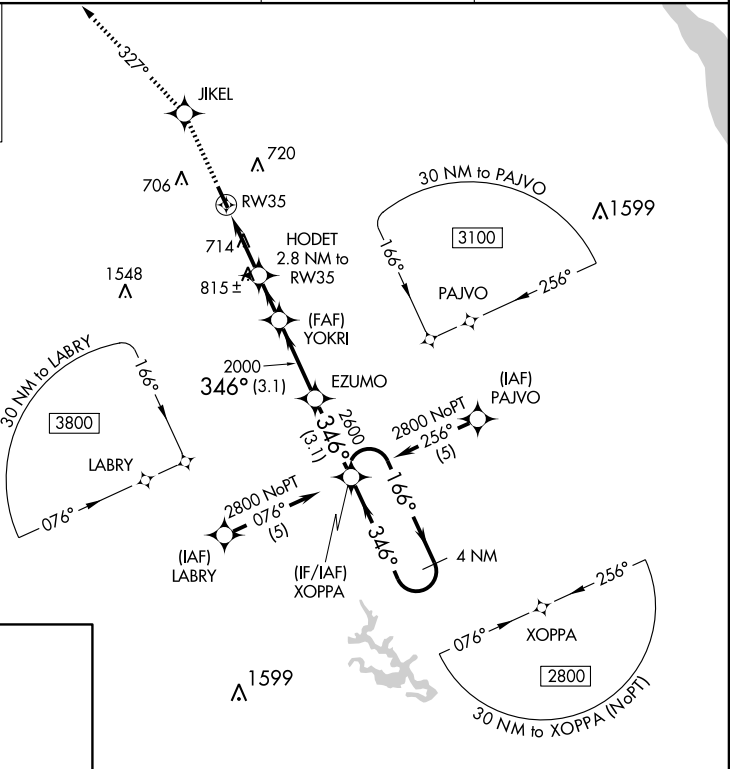 327°
JIKEL
720
706
RW35
30 NM to PAJVO
1599
3100
166°
714
HODET
2.8 NM to
RW35
815 ±
PAJVO
256°
1548
(FAF)
YOKRI
30 NM to LABRY
166°
2000
346° (3.1)
EZUMO
(IAF)
PAJVO
3800
2600
346°
(3.1)
2800 NoPT
256°
(5)
LABRY
076°
2800 NoPT
076°
(5)
166°
346°
(IAF)
LABRY
(IF/IAF)
XOPPA
4 NM
256°
076°
XOPPA
1599
2800
30 NM to XOPPA (NoPT)